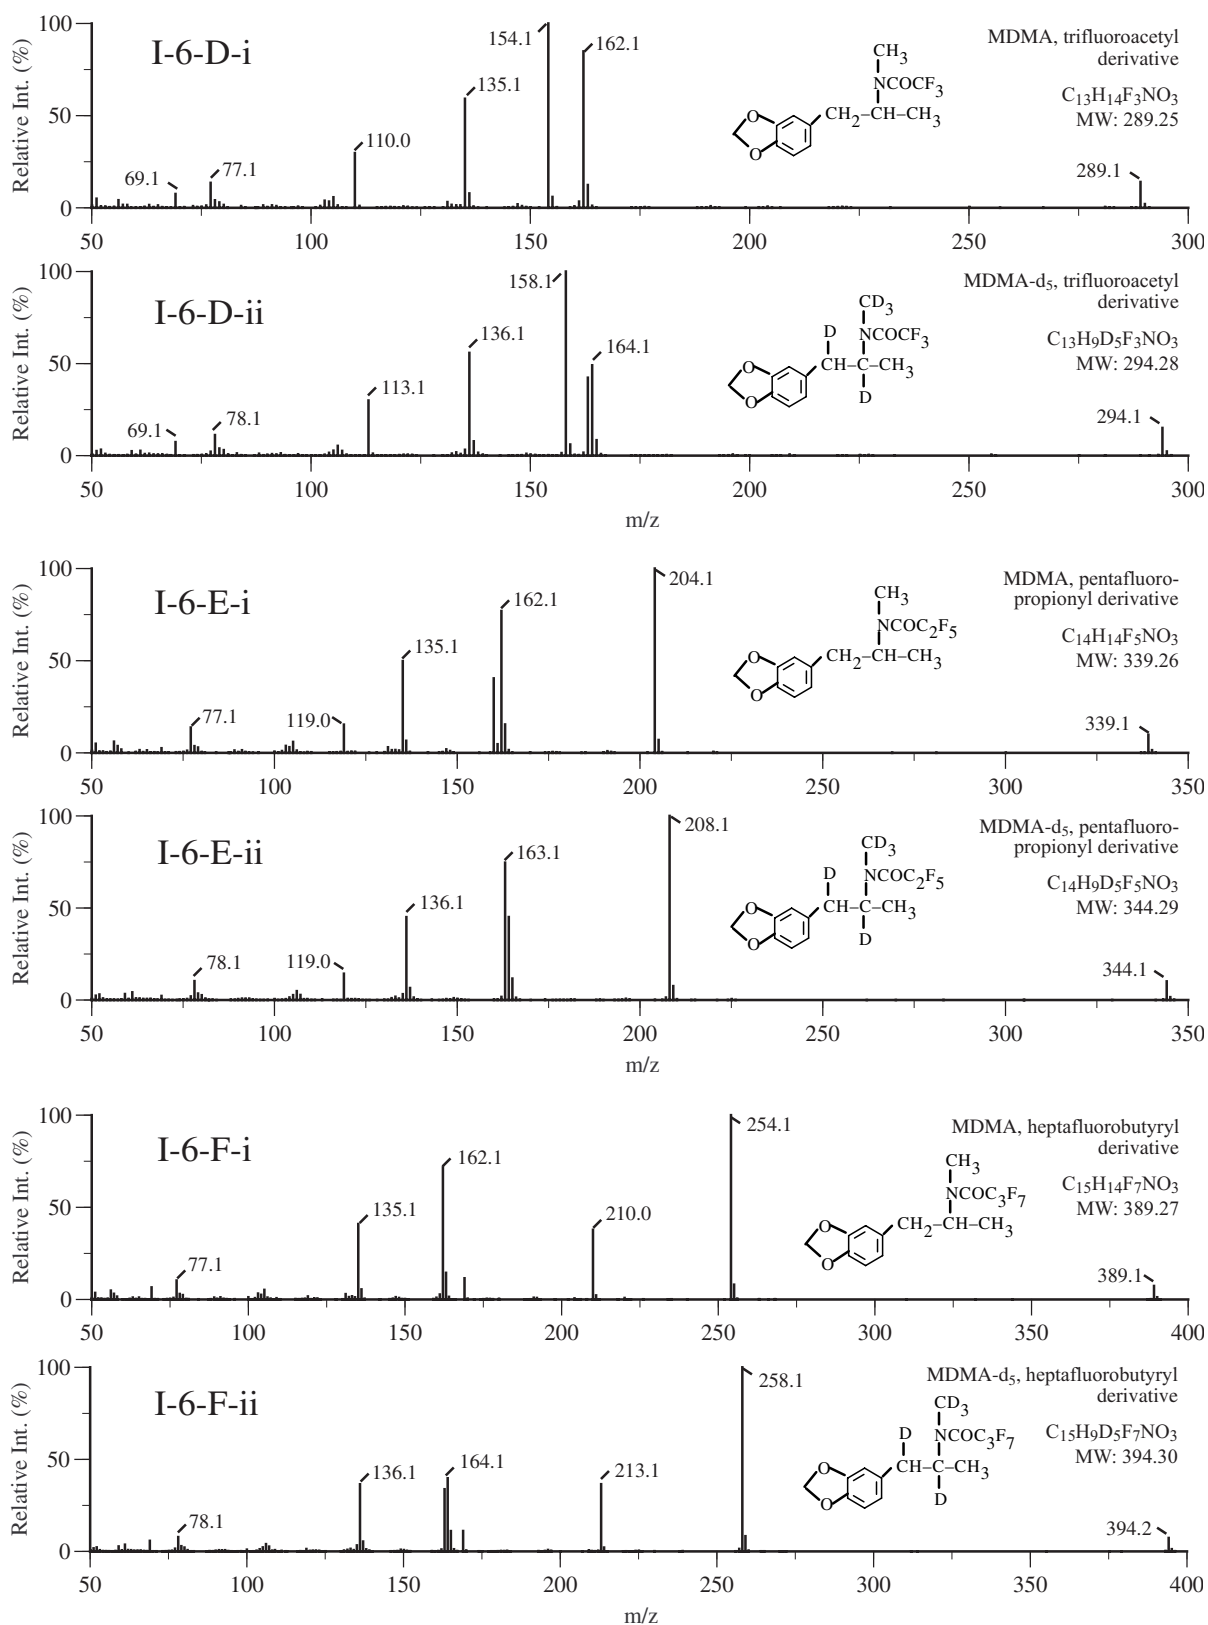 I-6-D-i
Relative Int. (%)
100
50
0
69.1
77.1
110.0
135.1
154.1
162.1
289.1
CH3
NCOCF3
CH2–CH–CH3
O
O
MDMA, trifluoroacetyl
derivative
C13H14F3NO3
MW: 289.25
50 100 150 200 250 300
I-6-D-ii
Relative Int. (%)
100
50
0
69.1
78.1
113.1
136.1
158.1
164.1
294.1
CD3
D NCOCF3
CH–C–CH3
D
O
O
MDMA-d5, trifluoroacetyl
derivative
C13H9D5F3NO3
MW: 294.28
50 100 150 200 250 300
m/z
I-6-E-i
Relative Int. (%)
100
50
0
77.1
119.0
135.1
162.1
204.1
339.1
CH3
NCOC2F5
CH2–CH–CH3
O
O
MDMA, pentafluoro-
propionyl derivative
C14H14F5NO3
MW: 339.26
50 100 150 200 250 300 350
I-6-E-ii
Relative Int. (%)
100
50
0
78.1
119.0
136.1
163.1
208.1
344.1
CD3
D NCOC2F5
CH–C–CH3
D
O
O
MDMA-d5, pentafluoro-
propionyl derivative
C14H9D5F5NO3
MW: 344.29
50 100 150 200 250 300 350
m/z
I-6-F-i
Relative Int. (%)
100
50
0
77.1
135.1
162.1
210.0
254.1
389.1
CH3
NCOC3F7
CH2–CH–CH3
O
O
MDMA, heptafluorobutyryl
derivative
C15H14F7NO3
MW: 389.27
50 100 150 200 250 300 350 400
I-6-F-ii
Relative Int. (%)
100
50
0
78.1
136.1
164.1
213.1
258.1
394.2
CD3
D NCOC3F7
CH–C–CH3
D
O
O
MDMA-d5, heptafluorobutyryl
derivative
C15H9D5F7NO3
MW: 394.30
50 100 150 200 250 300 350 400
m/z